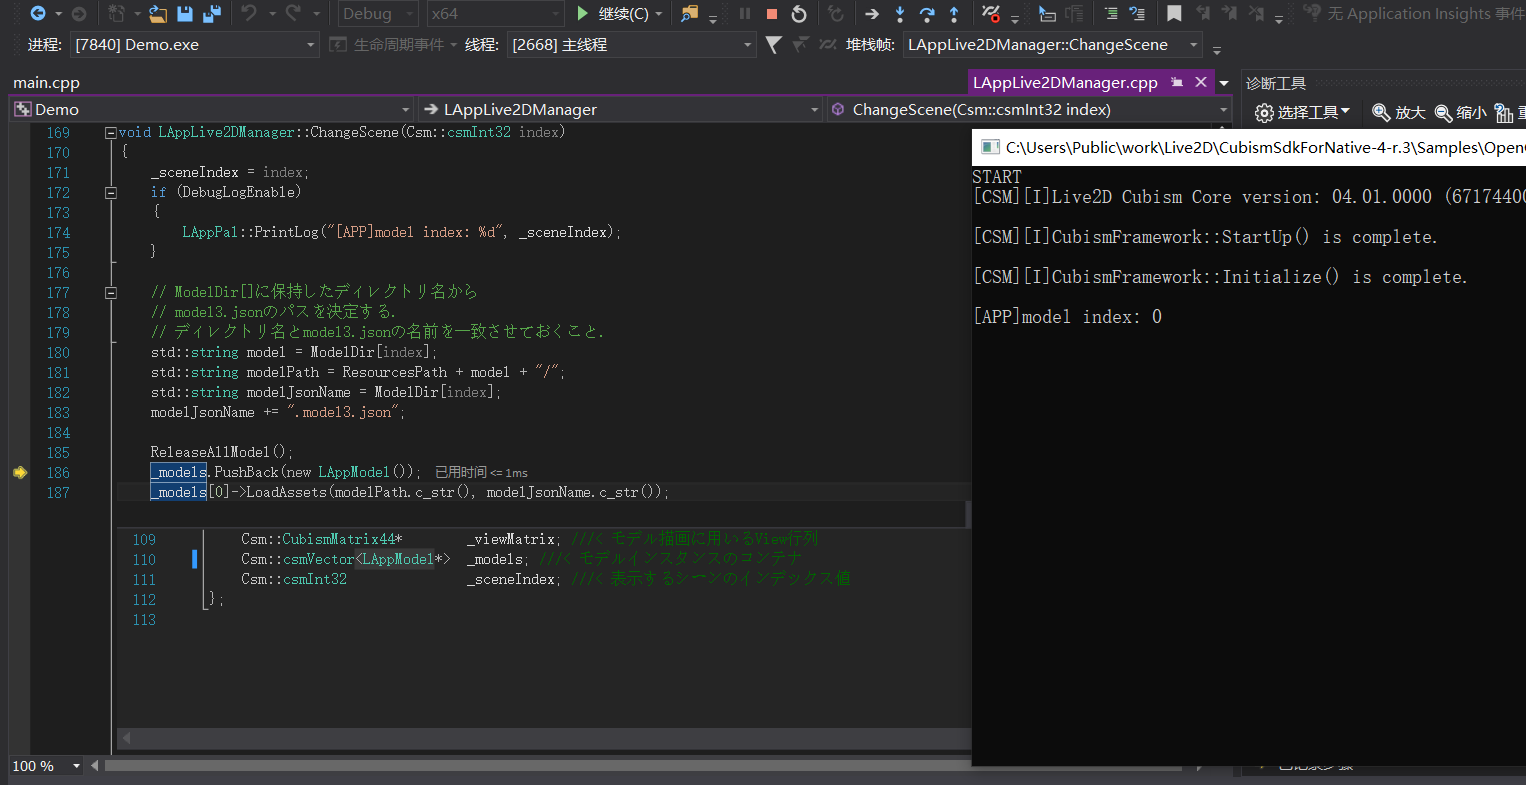 Debug x64 继续(C) 无 Application Insights 事件
进程: [7840] Demo.exe 生命周期事件 线程: [2668] 主线程 堆栈帧: LAppLive2DManager::ChangeScene
main.cpp LAppLive2DManager.cpp 诊断工具
Demo LAppLive2DManager ChangeScene(Csm::csmInt32 index) 选择工具 放大 缩小
169 void LAppLive2DManager::ChangeScene(Csm::csmInt32 index)
170 {
171 _sceneIndex = index;
172 if (DebugLogEnable)
173 {
174 LAppPal::PrintLog("[APP]model index: %d", _sceneIndex);
175 }
176
177 // ModelDir[]に保持したディレクトリ名から
178 // model3.jsonのパスを決定する.
179 // ディレクトリ名とmodel3.jsonの名前を一致させておくこと.
180 std::string model = ModelDir[index];
181 std::string modelPath = ResourcesPath + model + "/";
182 std::string modelJsonName = ModelDir[index];
183 modelJsonName += ".model3.json";
184
185 ReleaseAllModel();
186 _models.PushBack(new LAppModel()); 已用时间 <= 1ms
187 _models[0]->LoadAssets(modelPath.c_str(), modelJsonName.c_str());
109 Csm::CubismMatrix44* _viewMatrix; ///< モデル描画に用いるView行列
110 Csm::csmVector<LAppModel*> _models; ///< モデルインスタンスのコンテナ
111 Csm::csmInt32 _sceneIndex; ///< 表示するシーンのインデックス値
112 };
113
100 %
C:\Users\Public\work\Live2D\CubismSdkForNative-4-r.3\Samples\Open
START
[CSM][I]Live2D Cubism Core version: 04.01.0000 (67174400
[CSM][I]CubismFramework::StartUp() is complete.
[CSM][I]CubismFramework::Initialize() is complete.
[APP]model index: 0